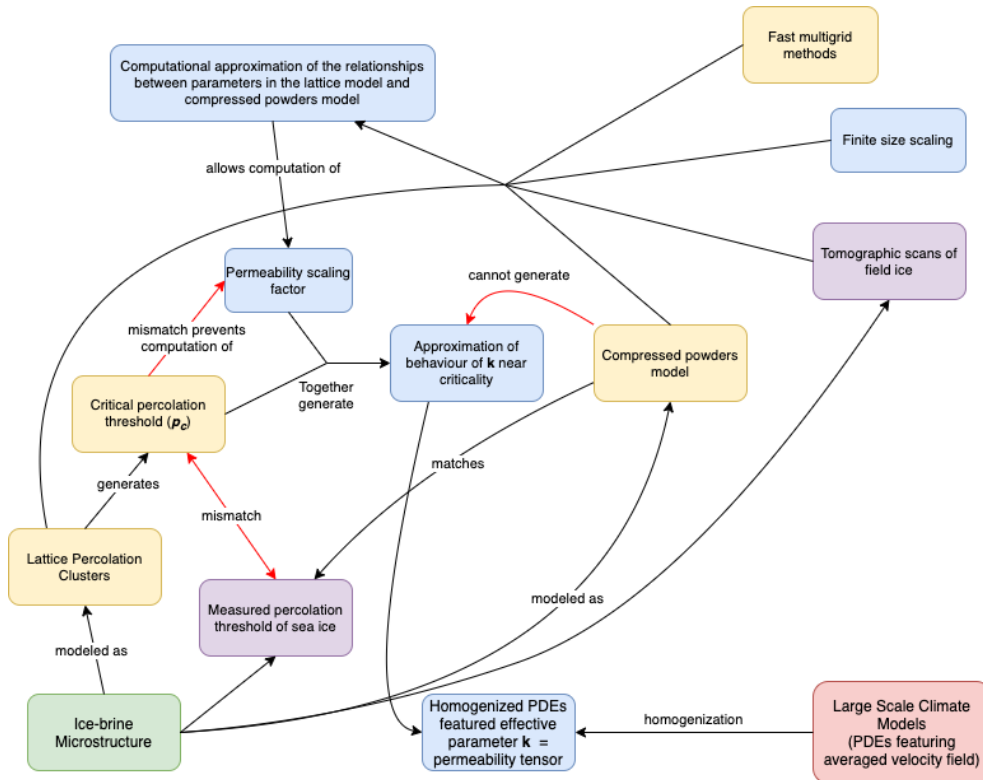 Fast multigrid
methods
Computational approximation of the relationships
between parameters in the lattice model and
compressed powders model
Finite size scaling
allows computation of
Tomographic scans of
field ice
Permeability scaling
factor
cannot generate
mismatch prevents
computation of
Approximation of
behaviour of k near
criticality
Compressed powders
model
Together
generate
Critical percolation
threshold (pc)
matches
generates
mismatch
Lattice Percolation
Clusters
Measured percolation
threshold of sea ice
modeled as
modeled as
Ice-brine
Microstructure
Homogenized PDEs
featured effective
parameter k =
permeability tensor
homogenization
Large Scale Climate
Models
(PDEs featuring
averaged velocity field)